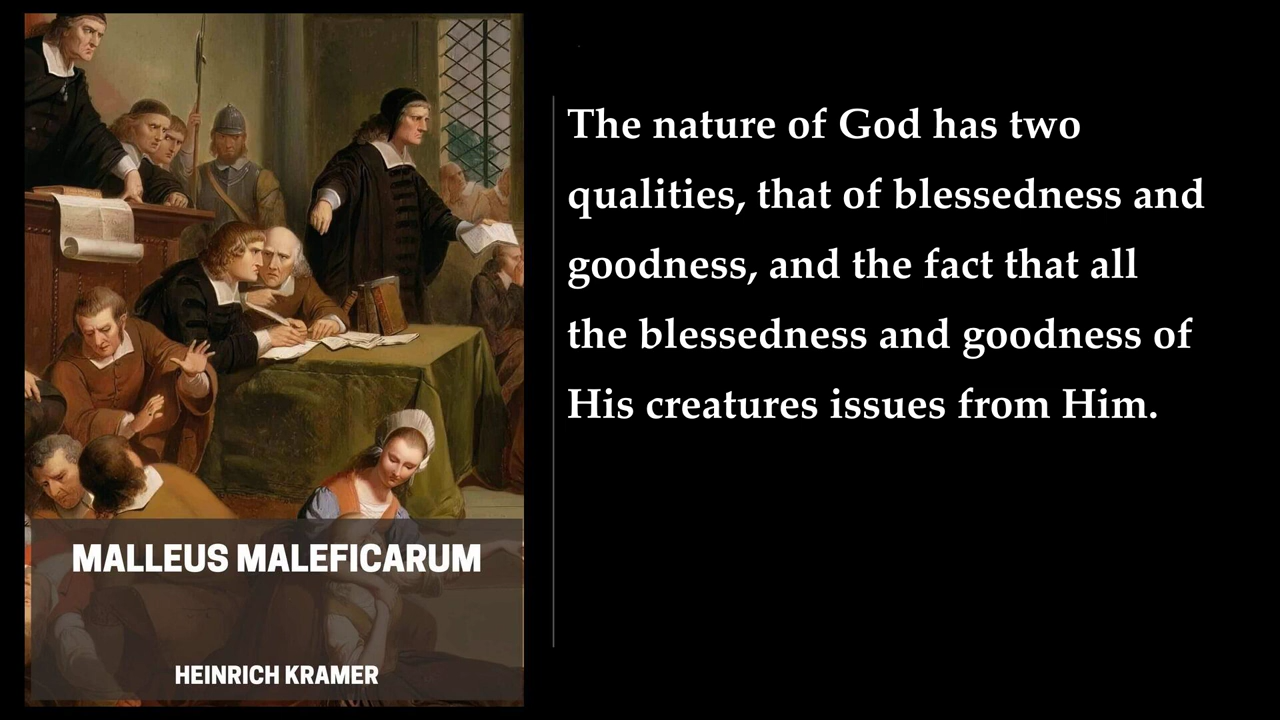 MALLEUS MALEFICARUM
HEINRICH KRAMER
The nature of God has two
qualities, that of blessedness and
goodness, and the fact that all
the blessedness and goodness of
His creatures issues from Him.